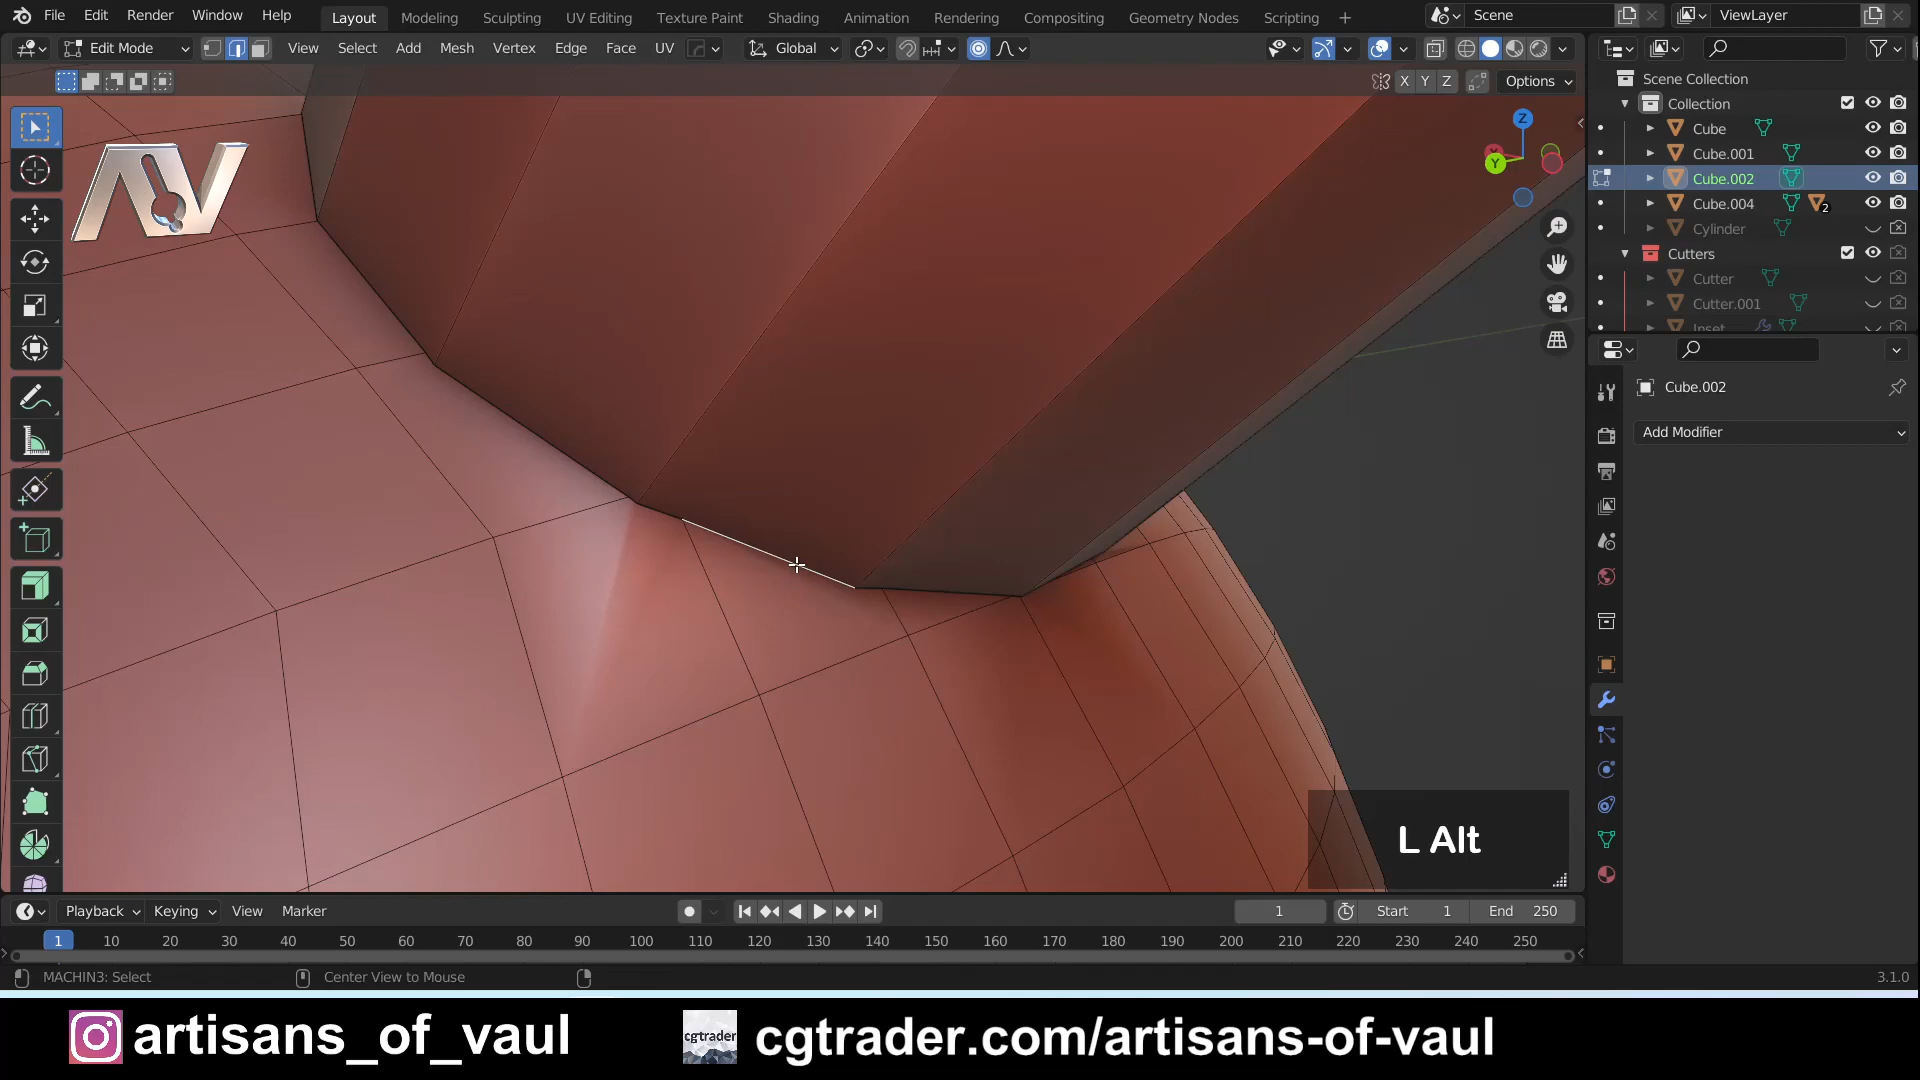 File Edit Render Window Help Layout Modeling Sculpting UV Editing Texture Paint Shading Animation Rendering Compositing Geometry Nodes Scripting + Scene ViewLayer
Edit Mode View Select Add Mesh Vertex Edge Face UV Global
X Y Z Options
Scene Collection
Collection
Cube
Cube.001
Cube.002
Cube.004 2
Cylinder
Cutters
Cutter
Cutter.001
Inset
AV
Z
Y
Cube.002
Add Modifier
L Alt
Playback Keying View Marker 1 Start 1 End 250
1 10 20 30 40 50 60 70 80 90 100 110 120 130 140 150 160 170 180 190 200 210 220 230 240 250
MACHIN3: Select Center View to Mouse 3.1.0
artisans_of_vaul cgtrader cgtrader.com/artisans-of-vaul